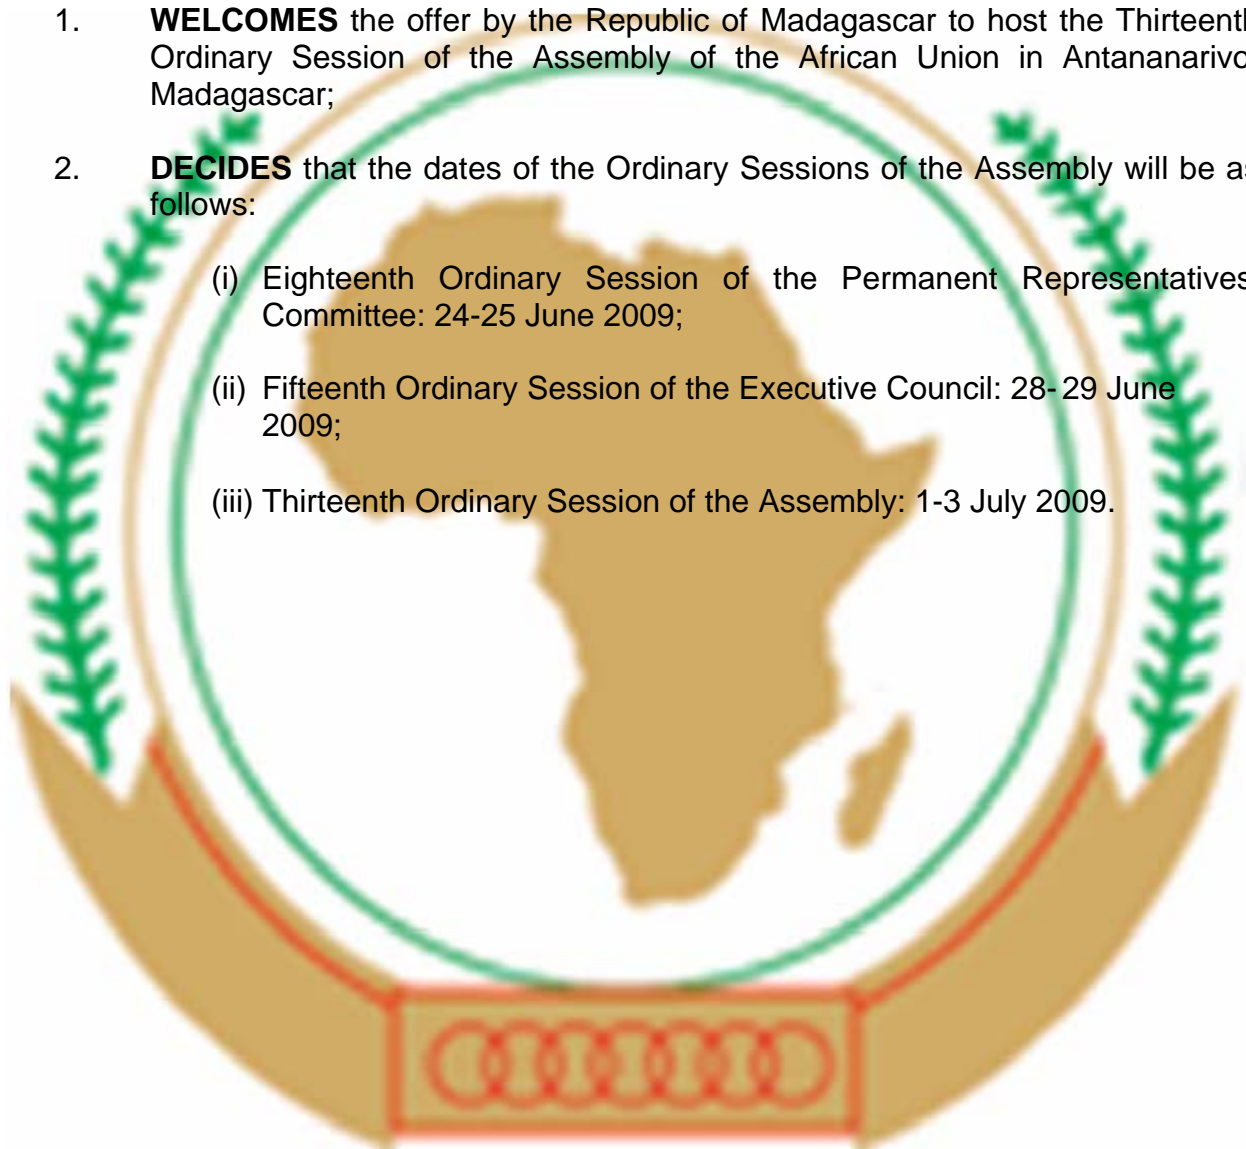 1. WELCOMES the offer by the Republic of Madagascar to host the Thirteenth
Ordinary Session of the Assembly of the African Union in Antananarivo
Madagascar;
2. DECIDES that the dates of the Ordinary Sessions of the Assembly will be as
follows:
(i) Eighteenth Ordinary Session of the Permanent Representatives
Committee: 24-25 June 2009;
(ii) Fifteenth Ordinary Session of the Executive Council: 28-29 June
2009;
(iii) Thirteenth Ordinary Session of the Assembly: 1-3 July 2009.